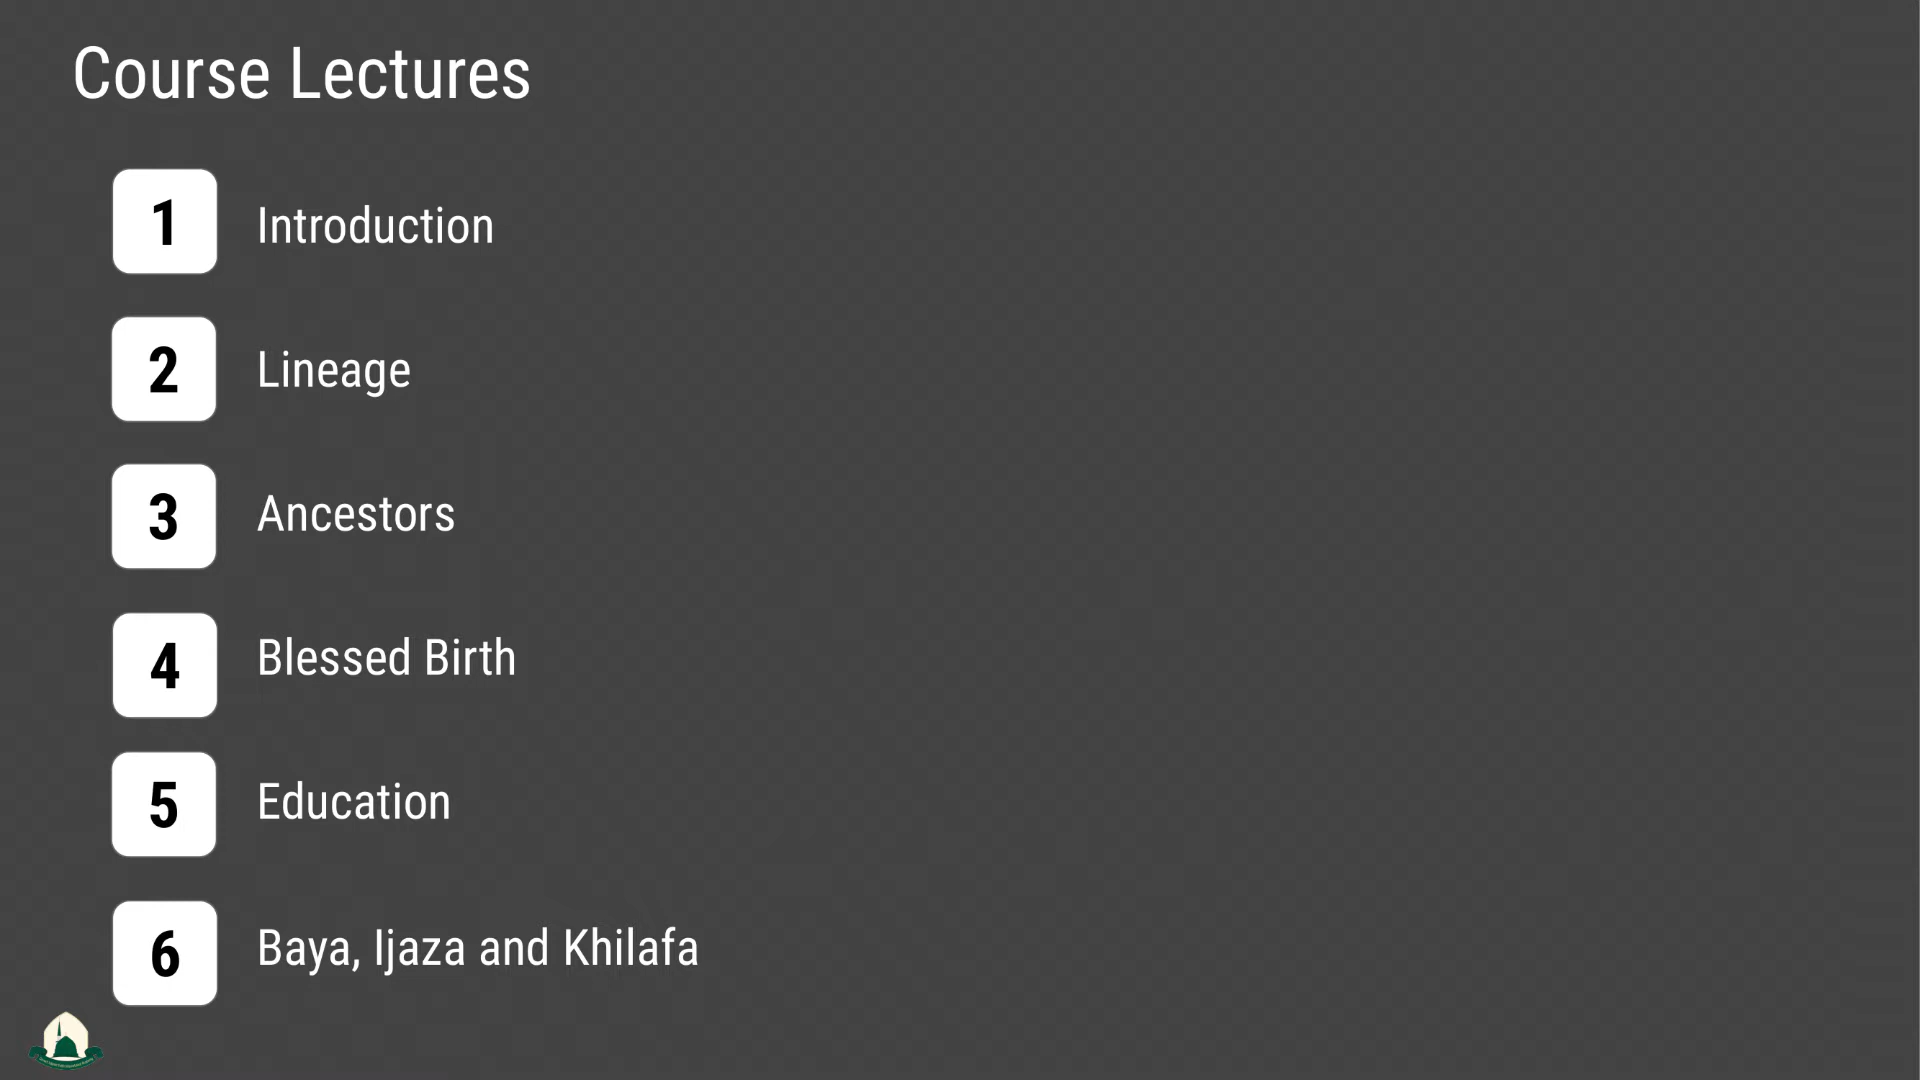 Course Lectures
1 Introduction
2 Lineage
3 Ancestors
4 Blessed Birth
5 Education
6 Baya, Ijaza and Khilafa